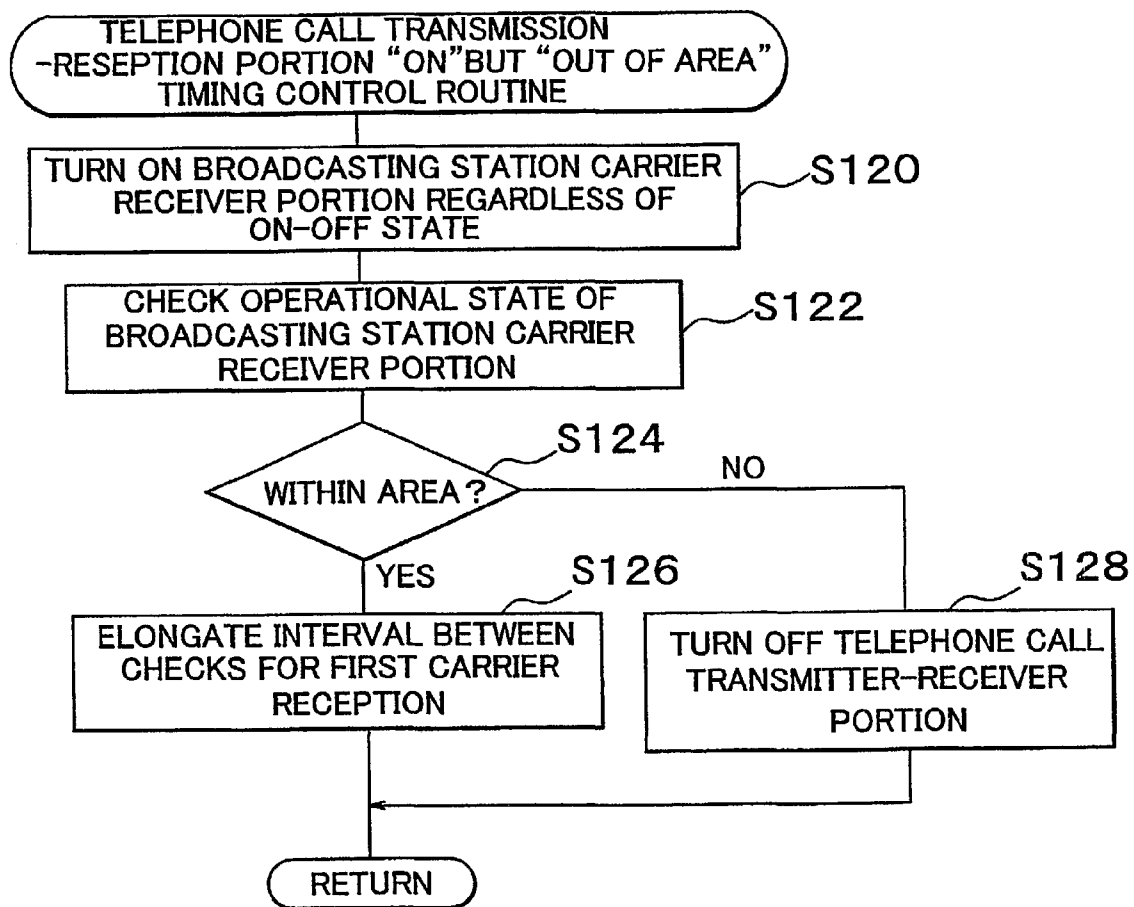 TELEPHONE CALL TRANSMISSION
-RESEPTION PORTION “ON”BUT “OUT OF AREA”
TIMING CONTROL ROUTINE
TURN ON BROADCASTING STATION CARRIER
RECEIVER PORTION REGARDLESS OF
ON-OFF STATE
S120
CHECK OPERATIONAL STATE OF
BROADCASTING STATION CARRIER
RECEIVER PORTION
S122
WITHIN AREA?
S124
NO
YES
ELONGATE INTERVAL BETWEEN
CHECKS FOR FIRST CARRIER
RECEPTION
S126
TURN OFF TELEPHONE CALL
TRANSMITTER-RECEIVER
PORTION
S128
RETURN